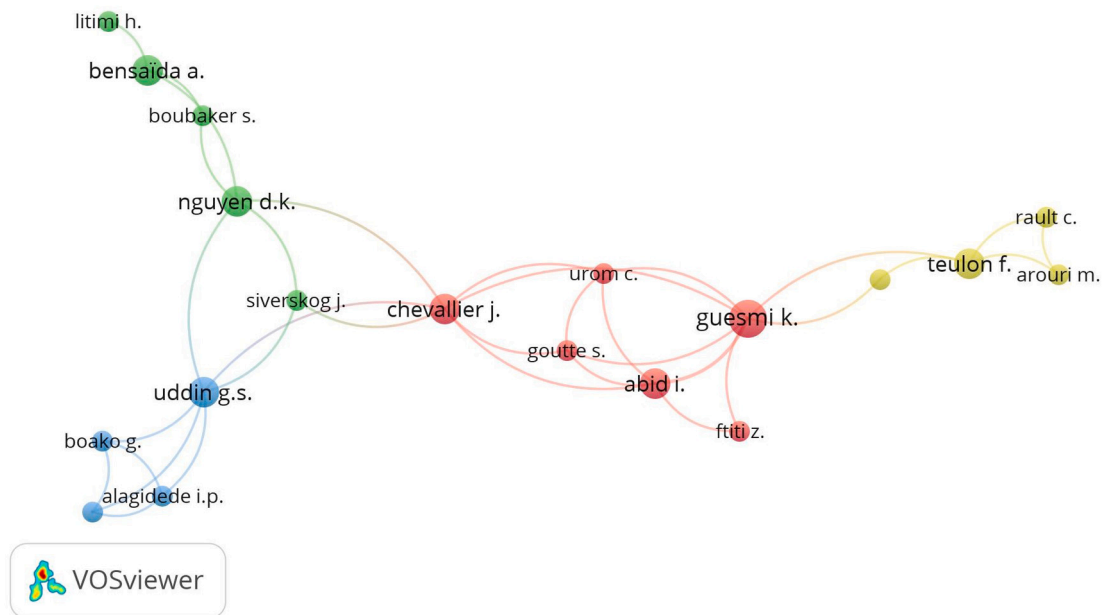 litimi h.
bensaïda a.
boubaker s.
nguyen d.k.
rault c.
teulon f.
arouri m.
urom c.
siverskog j.
chevallier j.
guesmi k.
goutte s.
abid i.
uddin g.s.
ftiti z.
boako g.
alagidede i.p.
VOSviewer